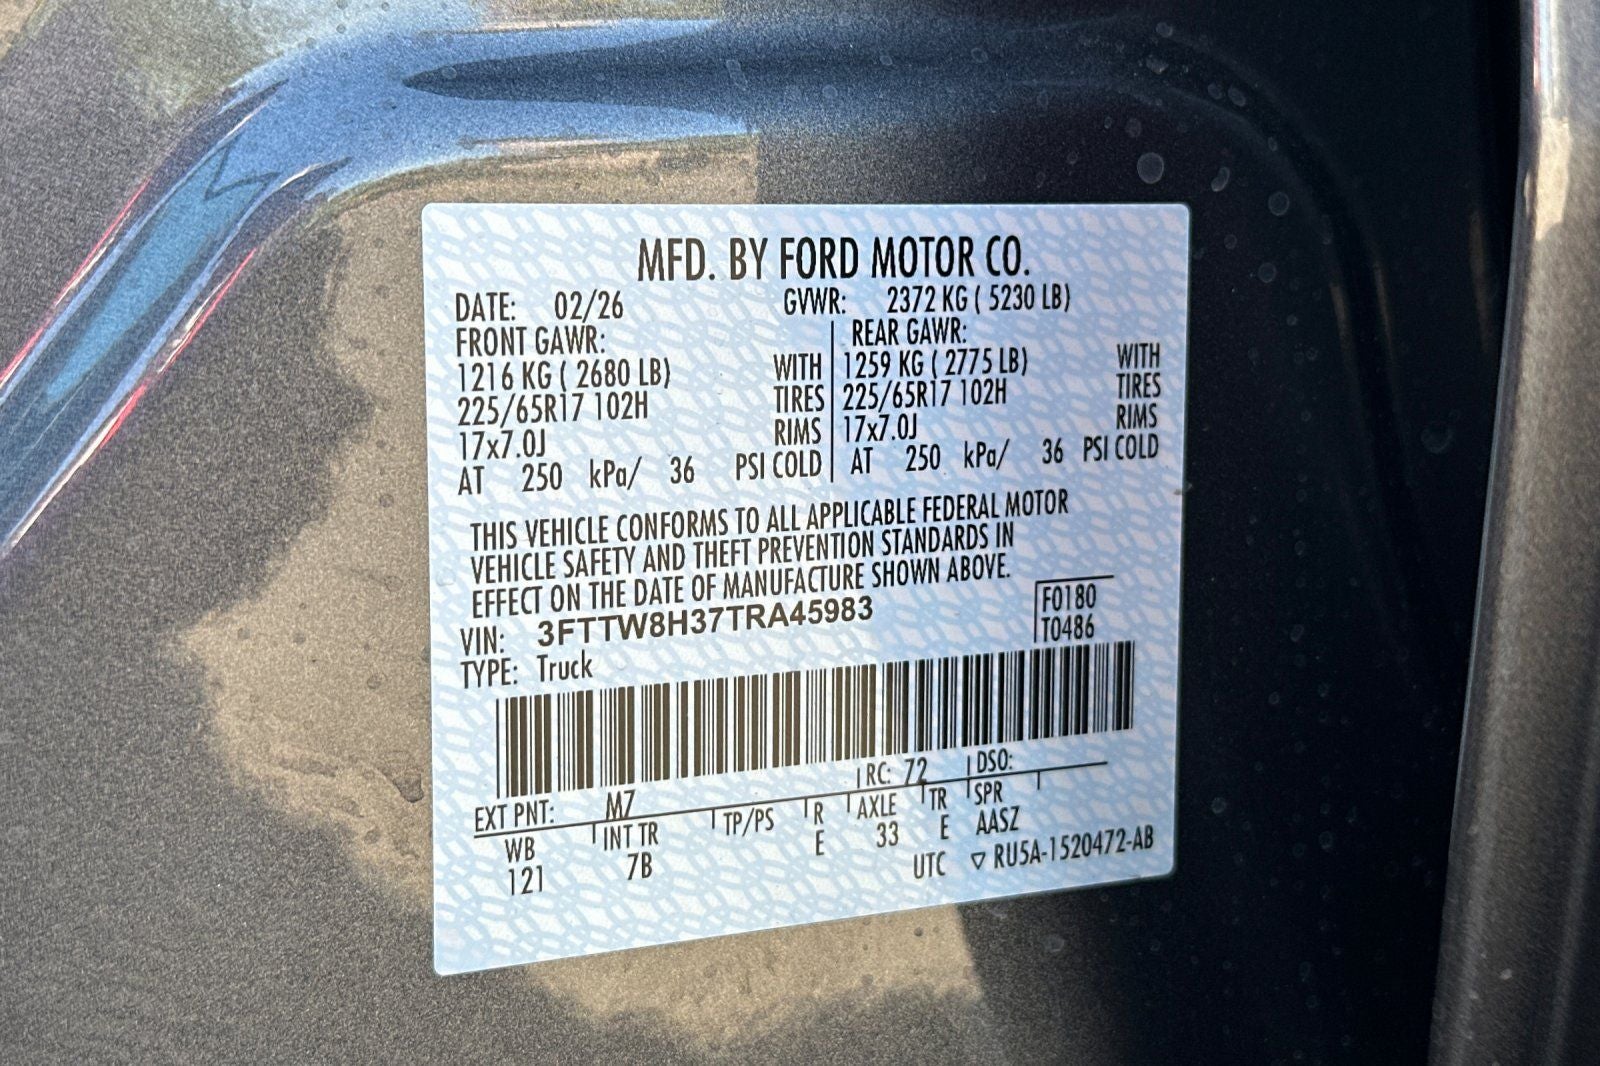 MFD. BY FORD MOTOR CO.
DATE: 02/26 GVWR: 2372 KG ( 5230 LB)
FRONT GAWR: REAR GAWR:
1216 KG ( 2680 LB) WITH 1259 KG ( 2775 LB) WITH
225/65R17 102H TIRES 225/65R17 102H TIRES
17x7.0J RIMS 17x7.0J RIMS
AT 250 kPa/ 36 PSI COLD AT 250 kPa/ 36 PSI COLD
THIS VEHICLE CONFORMS TO ALL APPLICABLE FEDERAL MOTOR
VEHICLE SAFETY AND THEFT PREVENTION STANDARDS IN
EFFECT ON THE DATE OF MANUFACTURE SHOWN ABOVE.
VIN: 3FTTW8H37TRA45983 F0180
TYPE: Truck T0486
EXT PNT: M7 RC: 72 DSO:
WB INT TR TP/PS R AXLE TR SPR
121 7B E 33 E AASZ
UTC ▽ RU5A-1520472-AB